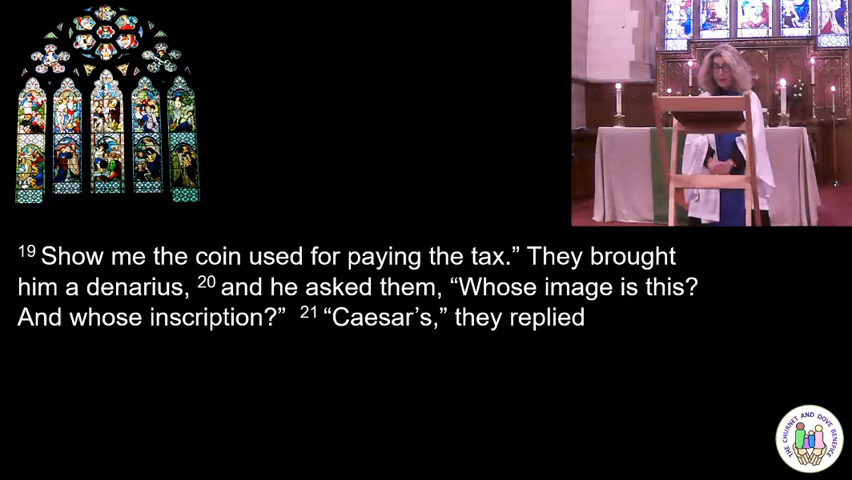 19 Show me the coin used for paying the tax.” They brought
him a denarius, 20 and he asked them, “Whose image is this?
And whose inscription?” 21 “Caesar’s,” they replied
THE CHURNET AND DOVE BENEFICE